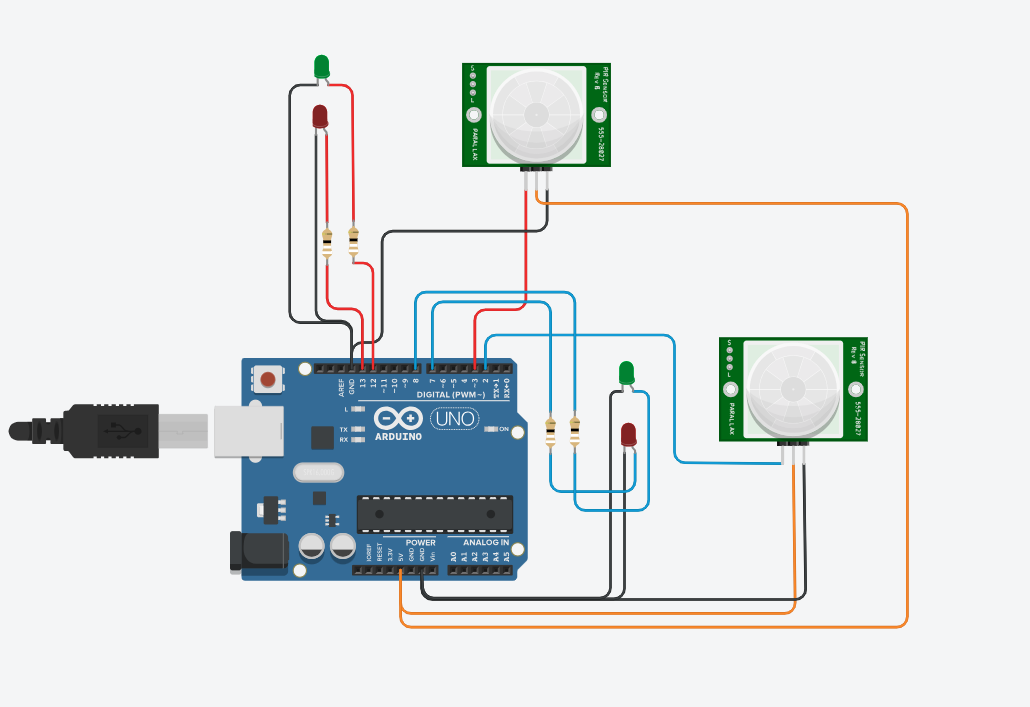 S
L
PARALLAX
PIR Sensor
Rev B
555-28027
AREF
GND
13
12
~11
~10
~9
8
7
~6
~5
4
~3
2
TX→1
RX←0
DIGITAL (PWM~)
L
TX
RX
ARDUINO
UNO
ON
POWER
ANALOG IN
IOREF
RESET
3.3V
5V
GND
GND
Vin
A0
A1
A2
A3
A4
A5
S
L
PARALLAX
PIR Sensor
Rev B
555-28027